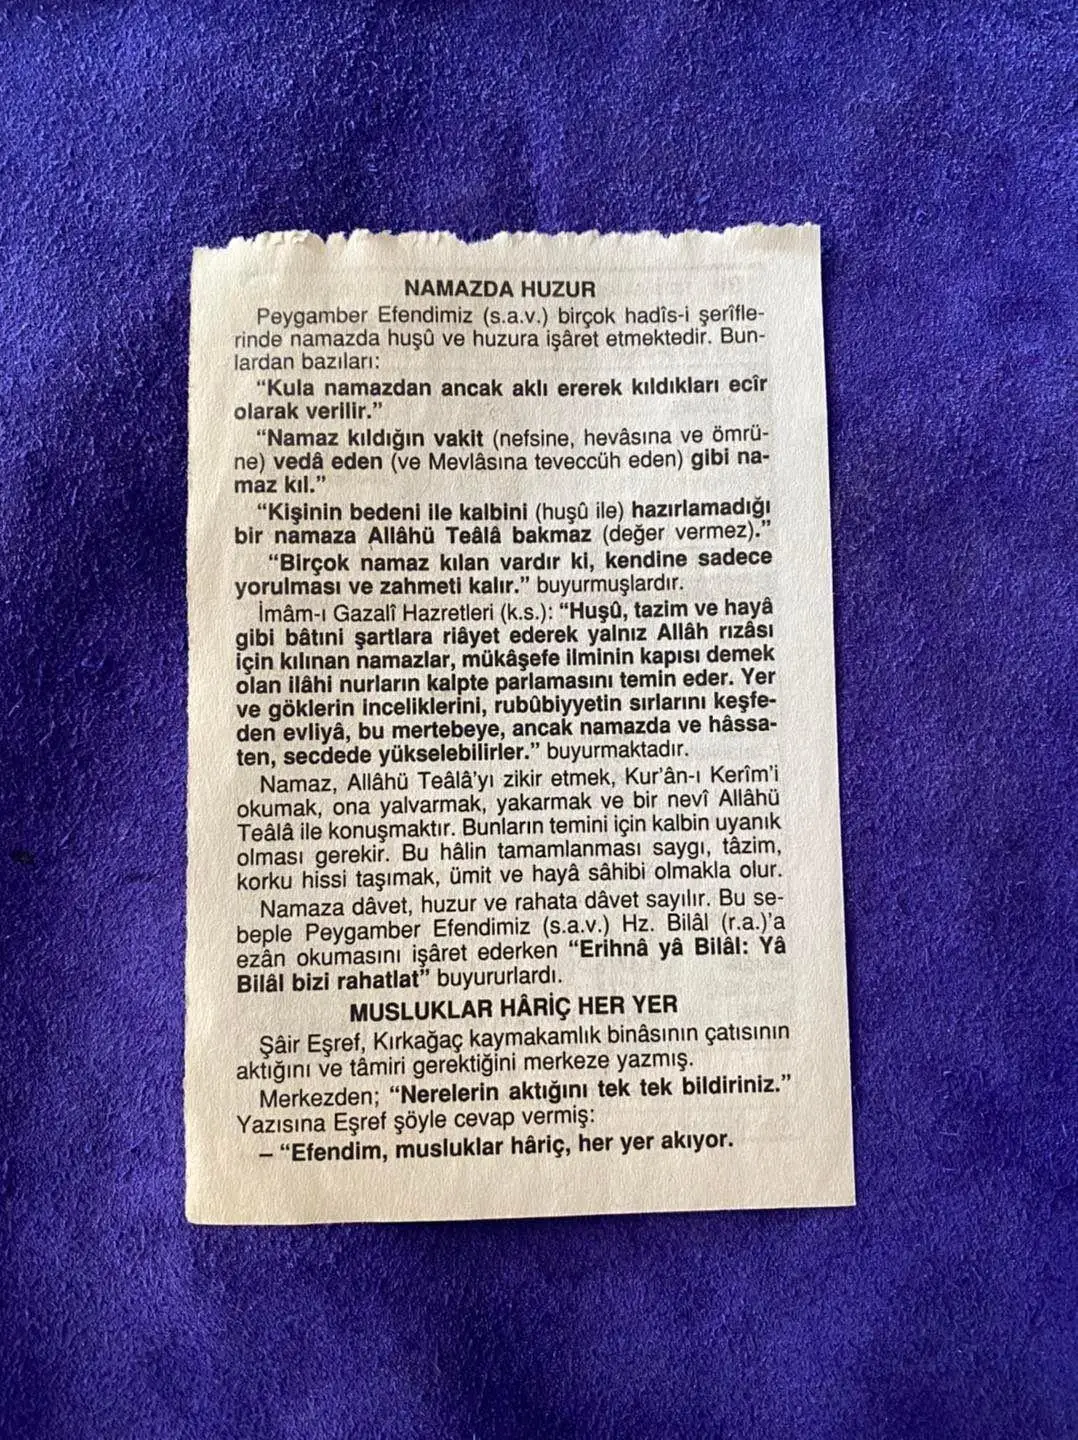 NAMAZDA HUZUR
Peygamber Efendimiz (s.a.v.) birçok hadîs-i şerîfle-
rinde namazda huşû ve huzura işâret etmektedir. Bun-
lardan bazıları:
“Kula namazdan ancak aklı ererek kıldıkları ecîr
olarak verilir.”
“Namaz kıldığın vakit (nefsine, hevâsına ve ömrü-
ne) vedâ eden (ve Mevlâsına teveccüh eden) gibi na-
maz kıl.”
“Kişinin bedeni ile kalbini (huşû ile) hazırlamadığı
bir namaza Allâhü Teâlâ bakmaz (değer vermez).”
“Birçok namaz kılan vardır ki, kendine sadece
yorulması ve zahmeti kalır.” buyurmuşlardır.
İmâm-ı Gazalî Hazretleri (k.s.): “Huşû, tazim ve hayâ
gibi bâtıni şartlara riâyet ederek yalnız Allâh rızâsı
için kılınan namazlar, mükâşefe ilminin kapısı demek
olan ilâhi nurların kalpte parlamasını temin eder. Yer
ve göklerin inceliklerini, rubûbiyyetin sırlarını keşfe-
den evliyâ, bu mertebeye, ancak namazda ve hâssa-
ten, secdede yükselebilirler.” buyurmaktadır.
Namaz, Allâhü Teâlâ’yı zikir etmek, Kur’ân-ı Kerîm’i
okumak, ona yalvarmak, yakarmak ve bir nevî Allâhü
Teâlâ ile konuşmaktır. Bunların temini için kalbin uyanık
olması gerekir. Bu hâlin tamamlanması saygı, tâzim,
korku hissi taşımak, ümit ve hayâ sâhibi olmakla olur.
Namaza dâvet, huzur ve rahata dâvet sayılır. Bu se-
beple Peygamber Efendimiz (s.a.v.) Hz. Bilâl (r.a.)’a
ezân okumasını işâret ederken “Erihnâ yâ Bilâl: Yâ
Bilâl bizi rahatlat” buyururlardı.
MUSLUKLAR HÂRİÇ HER YER
Şâir Eşref, Kırkağaç kaymakamlık binâsının çatısının
aktığını ve tâmiri gerektiğini merkeze yazmış.
Merkezden; “Nerelerin aktığını tek tek bildiriniz.”
Yazısına Eşref şöyle cevap vermiş:
– “Efendim, musluklar hâriç, her yer akıyor.